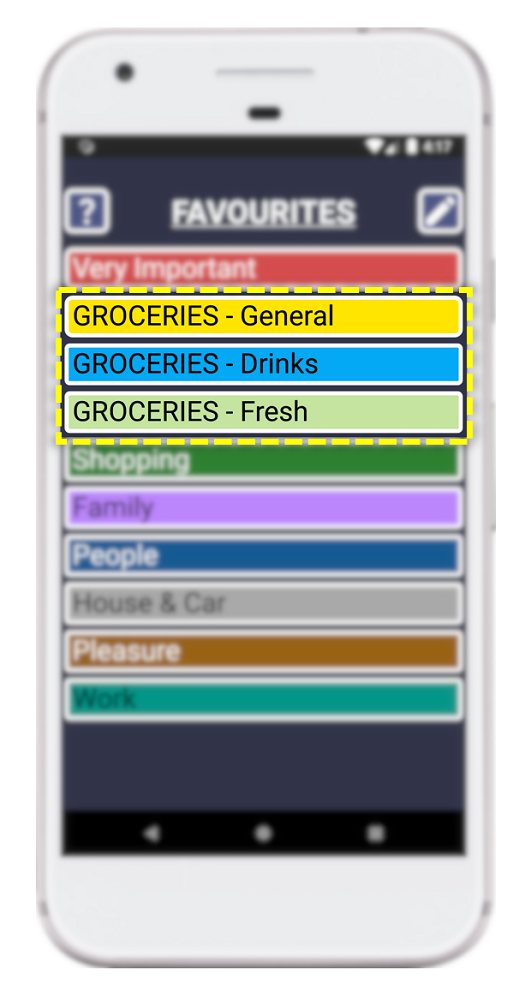 4:17
?
FAVOURITES
Very Important
GROCERIES - General
GROCERIES - Drinks
GROCERIES - Fresh
Shopping
Family
People
House & Car
Pleasure
Work